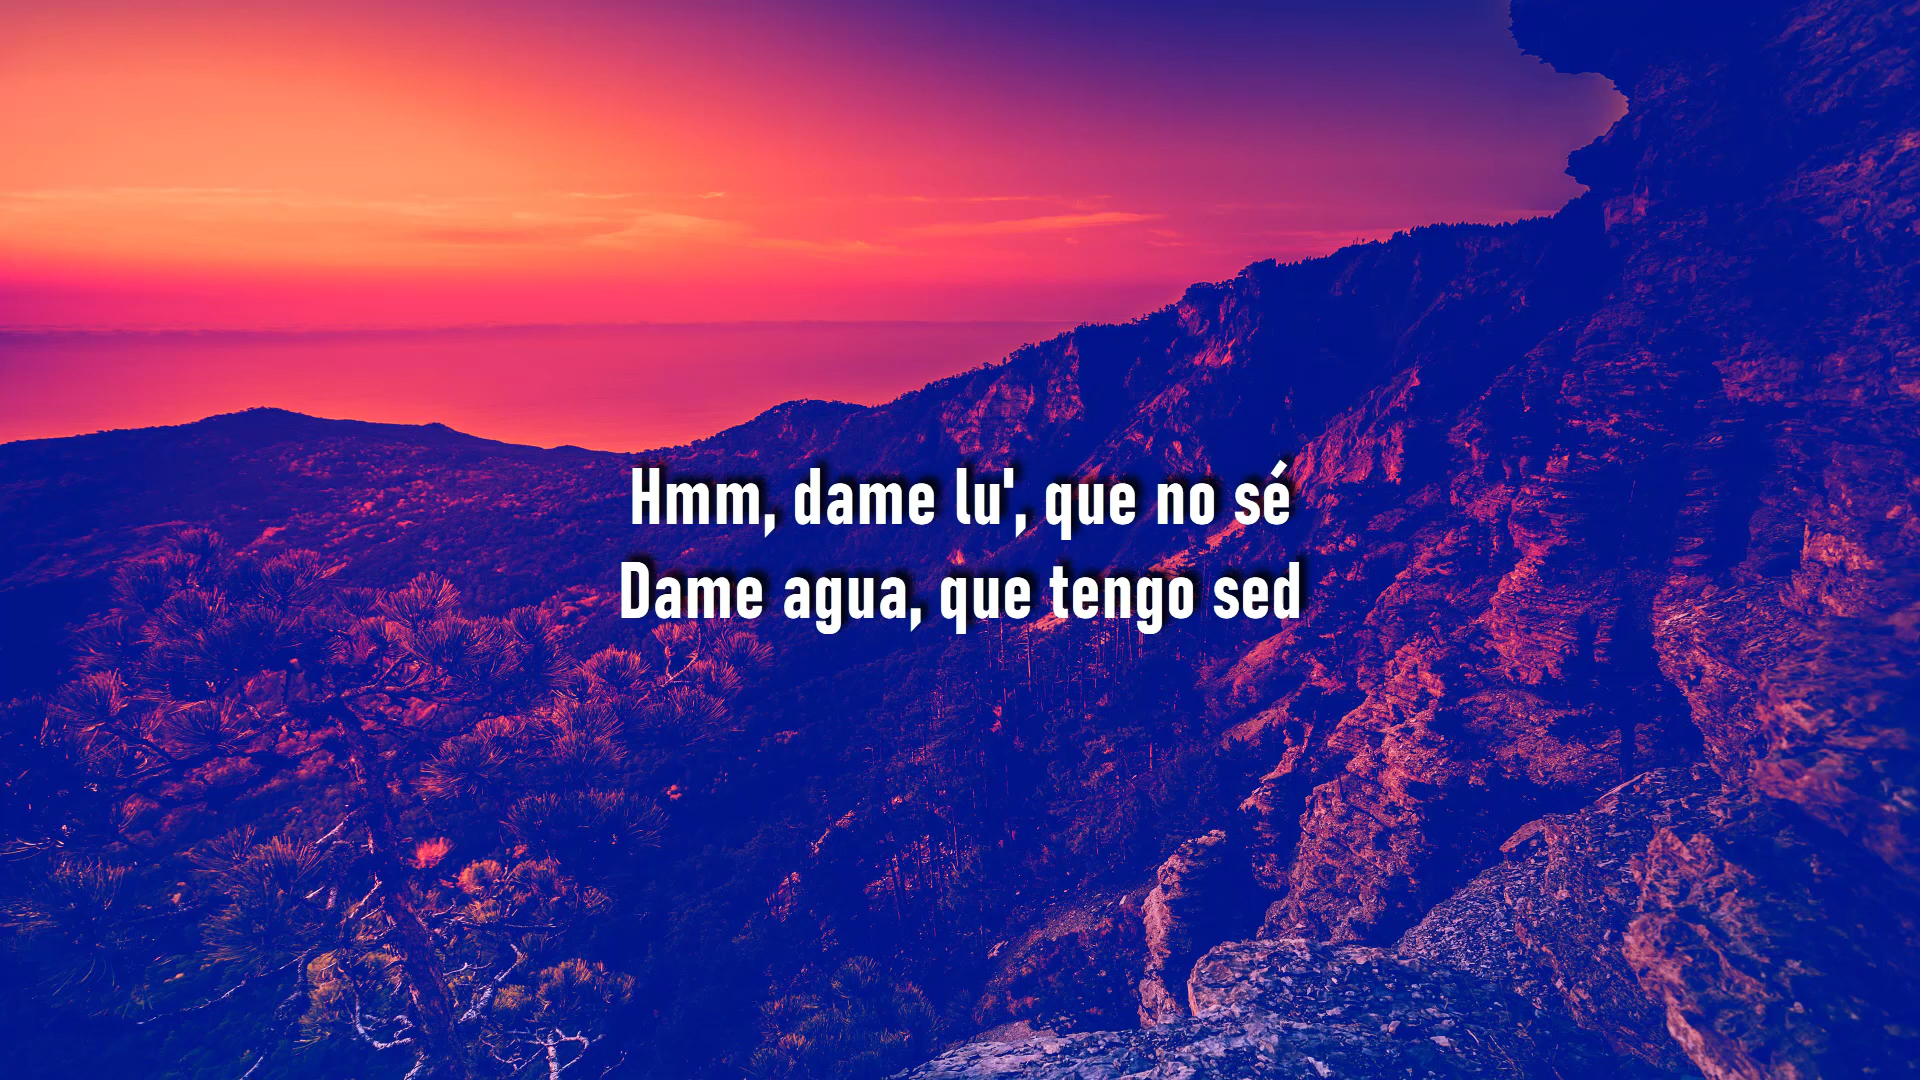 Hmm, dame lu', que no sé
Dame agua, que tengo sed